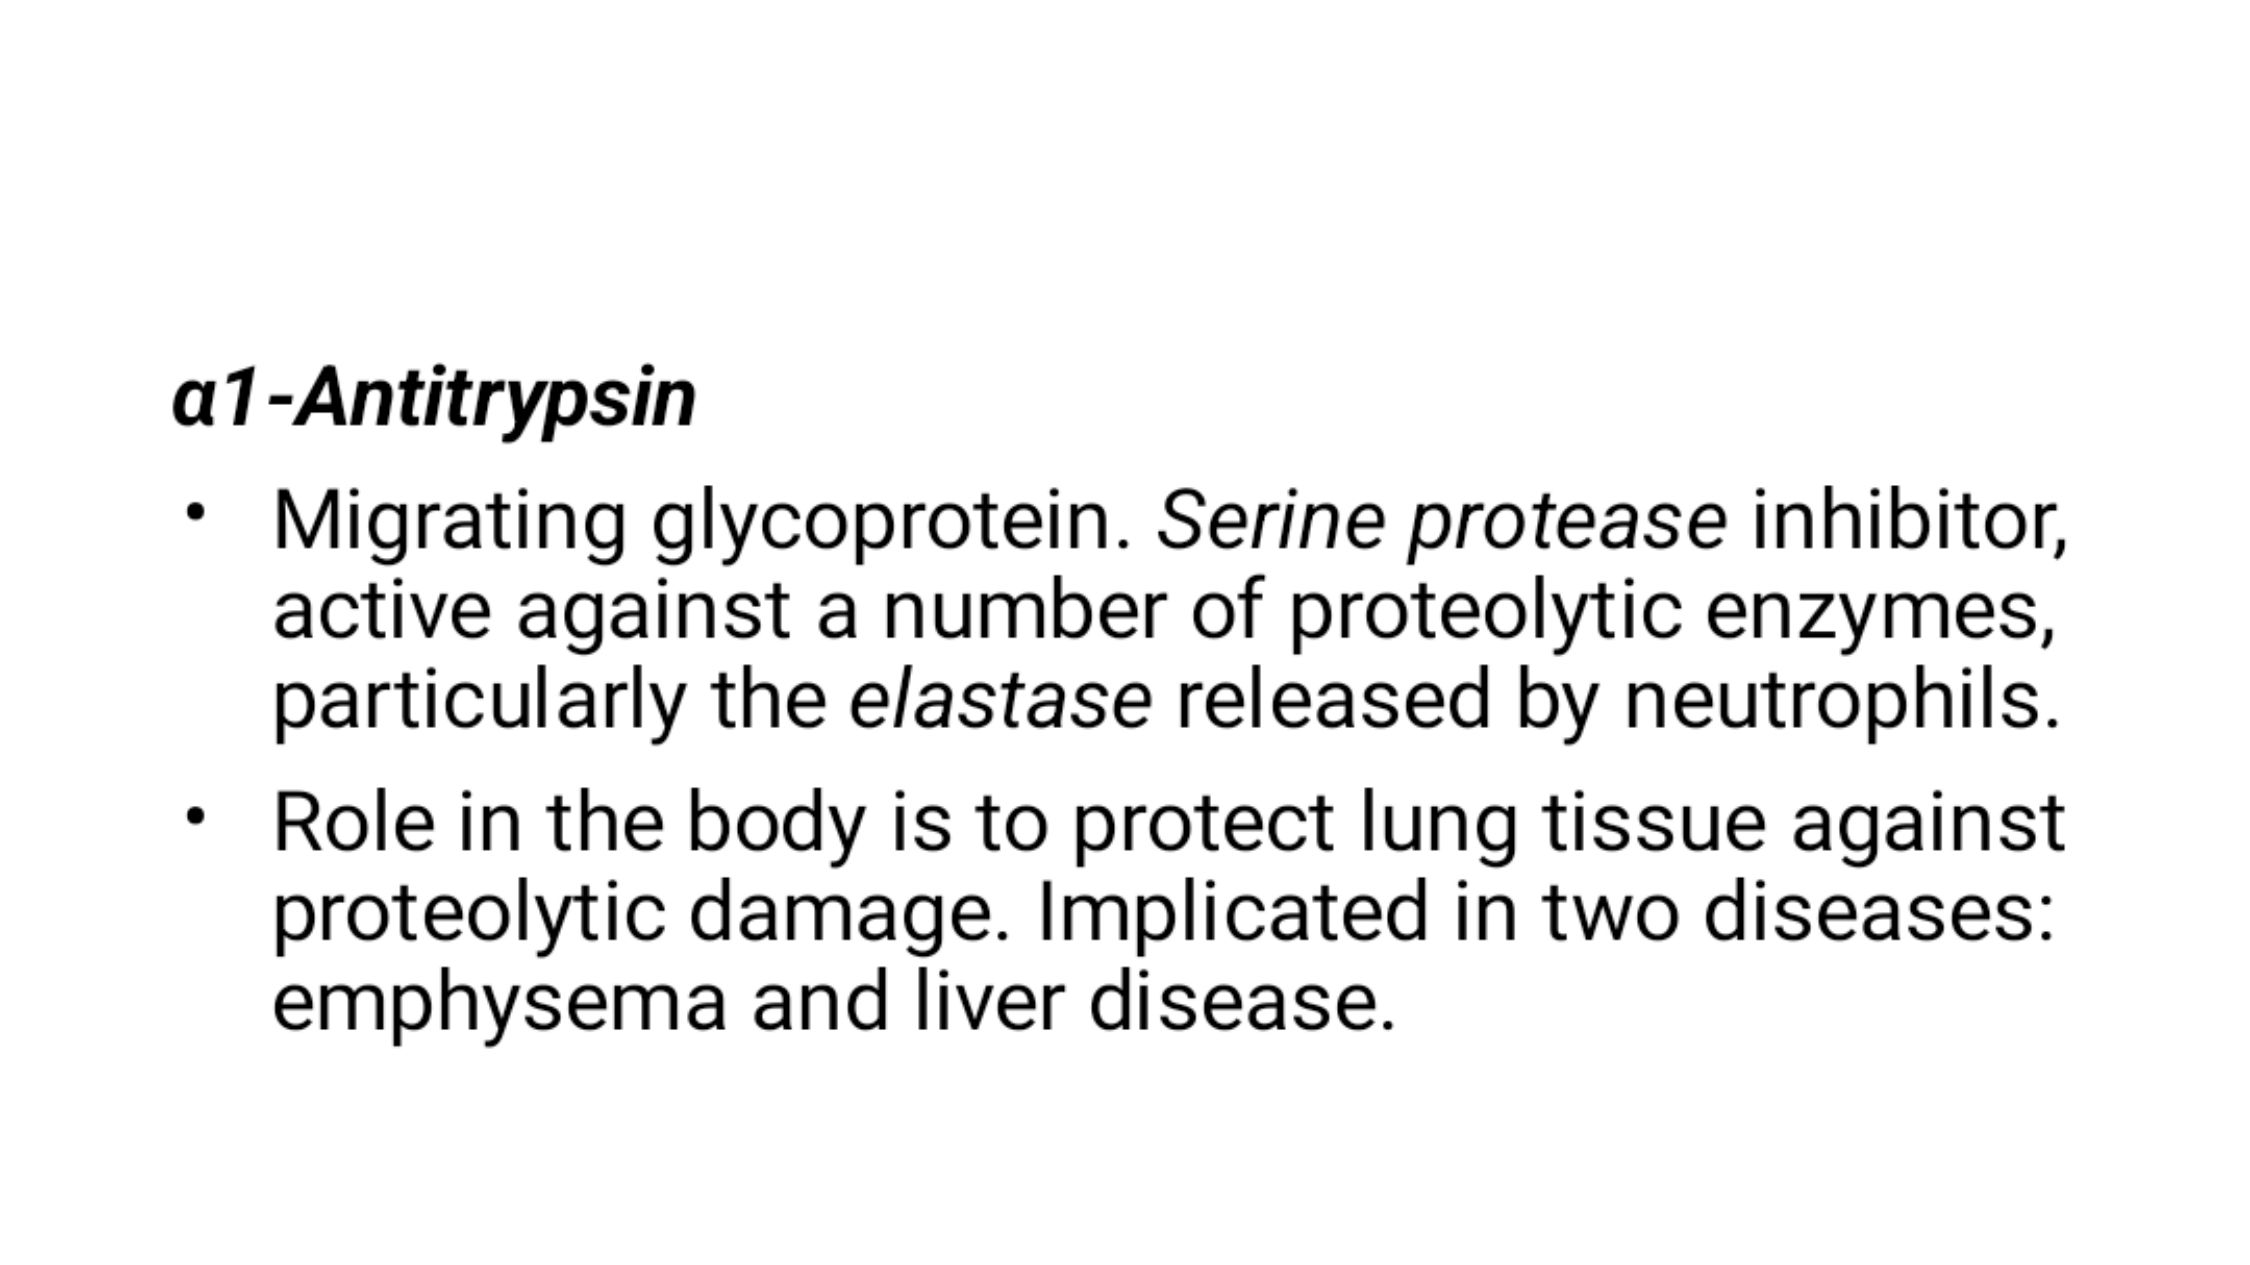 α1-Antitrypsin
• Migrating glycoprotein. Serine protease inhibitor,
active against a number of proteolytic enzymes,
particularly the elastase released by neutrophils.
• Role in the body is to protect lung tissue against
proteolytic damage. Implicated in two diseases:
emphysema and liver disease.